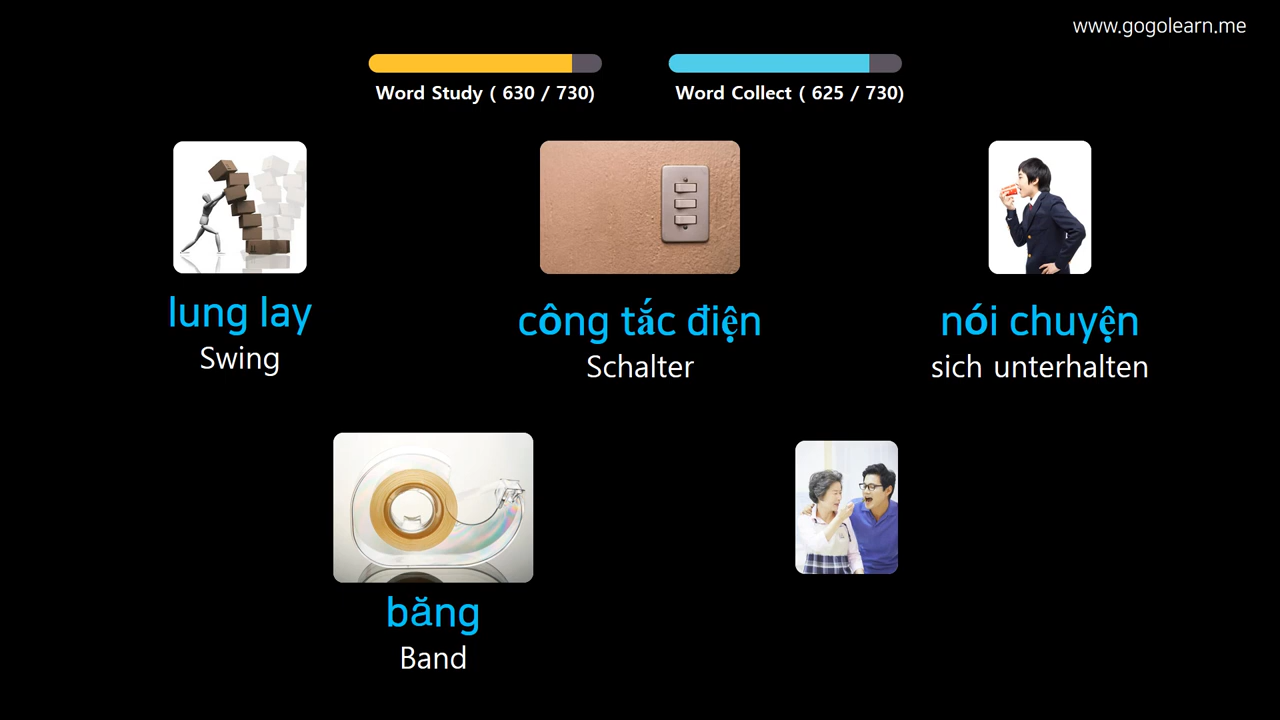 www.gogolearn.me
Word Study ( 630 / 730)
Word Collect ( 625 / 730)
lung lay
Swing
công tắc điện
Schalter
nói chuyện
sich unterhalten
băng
Band